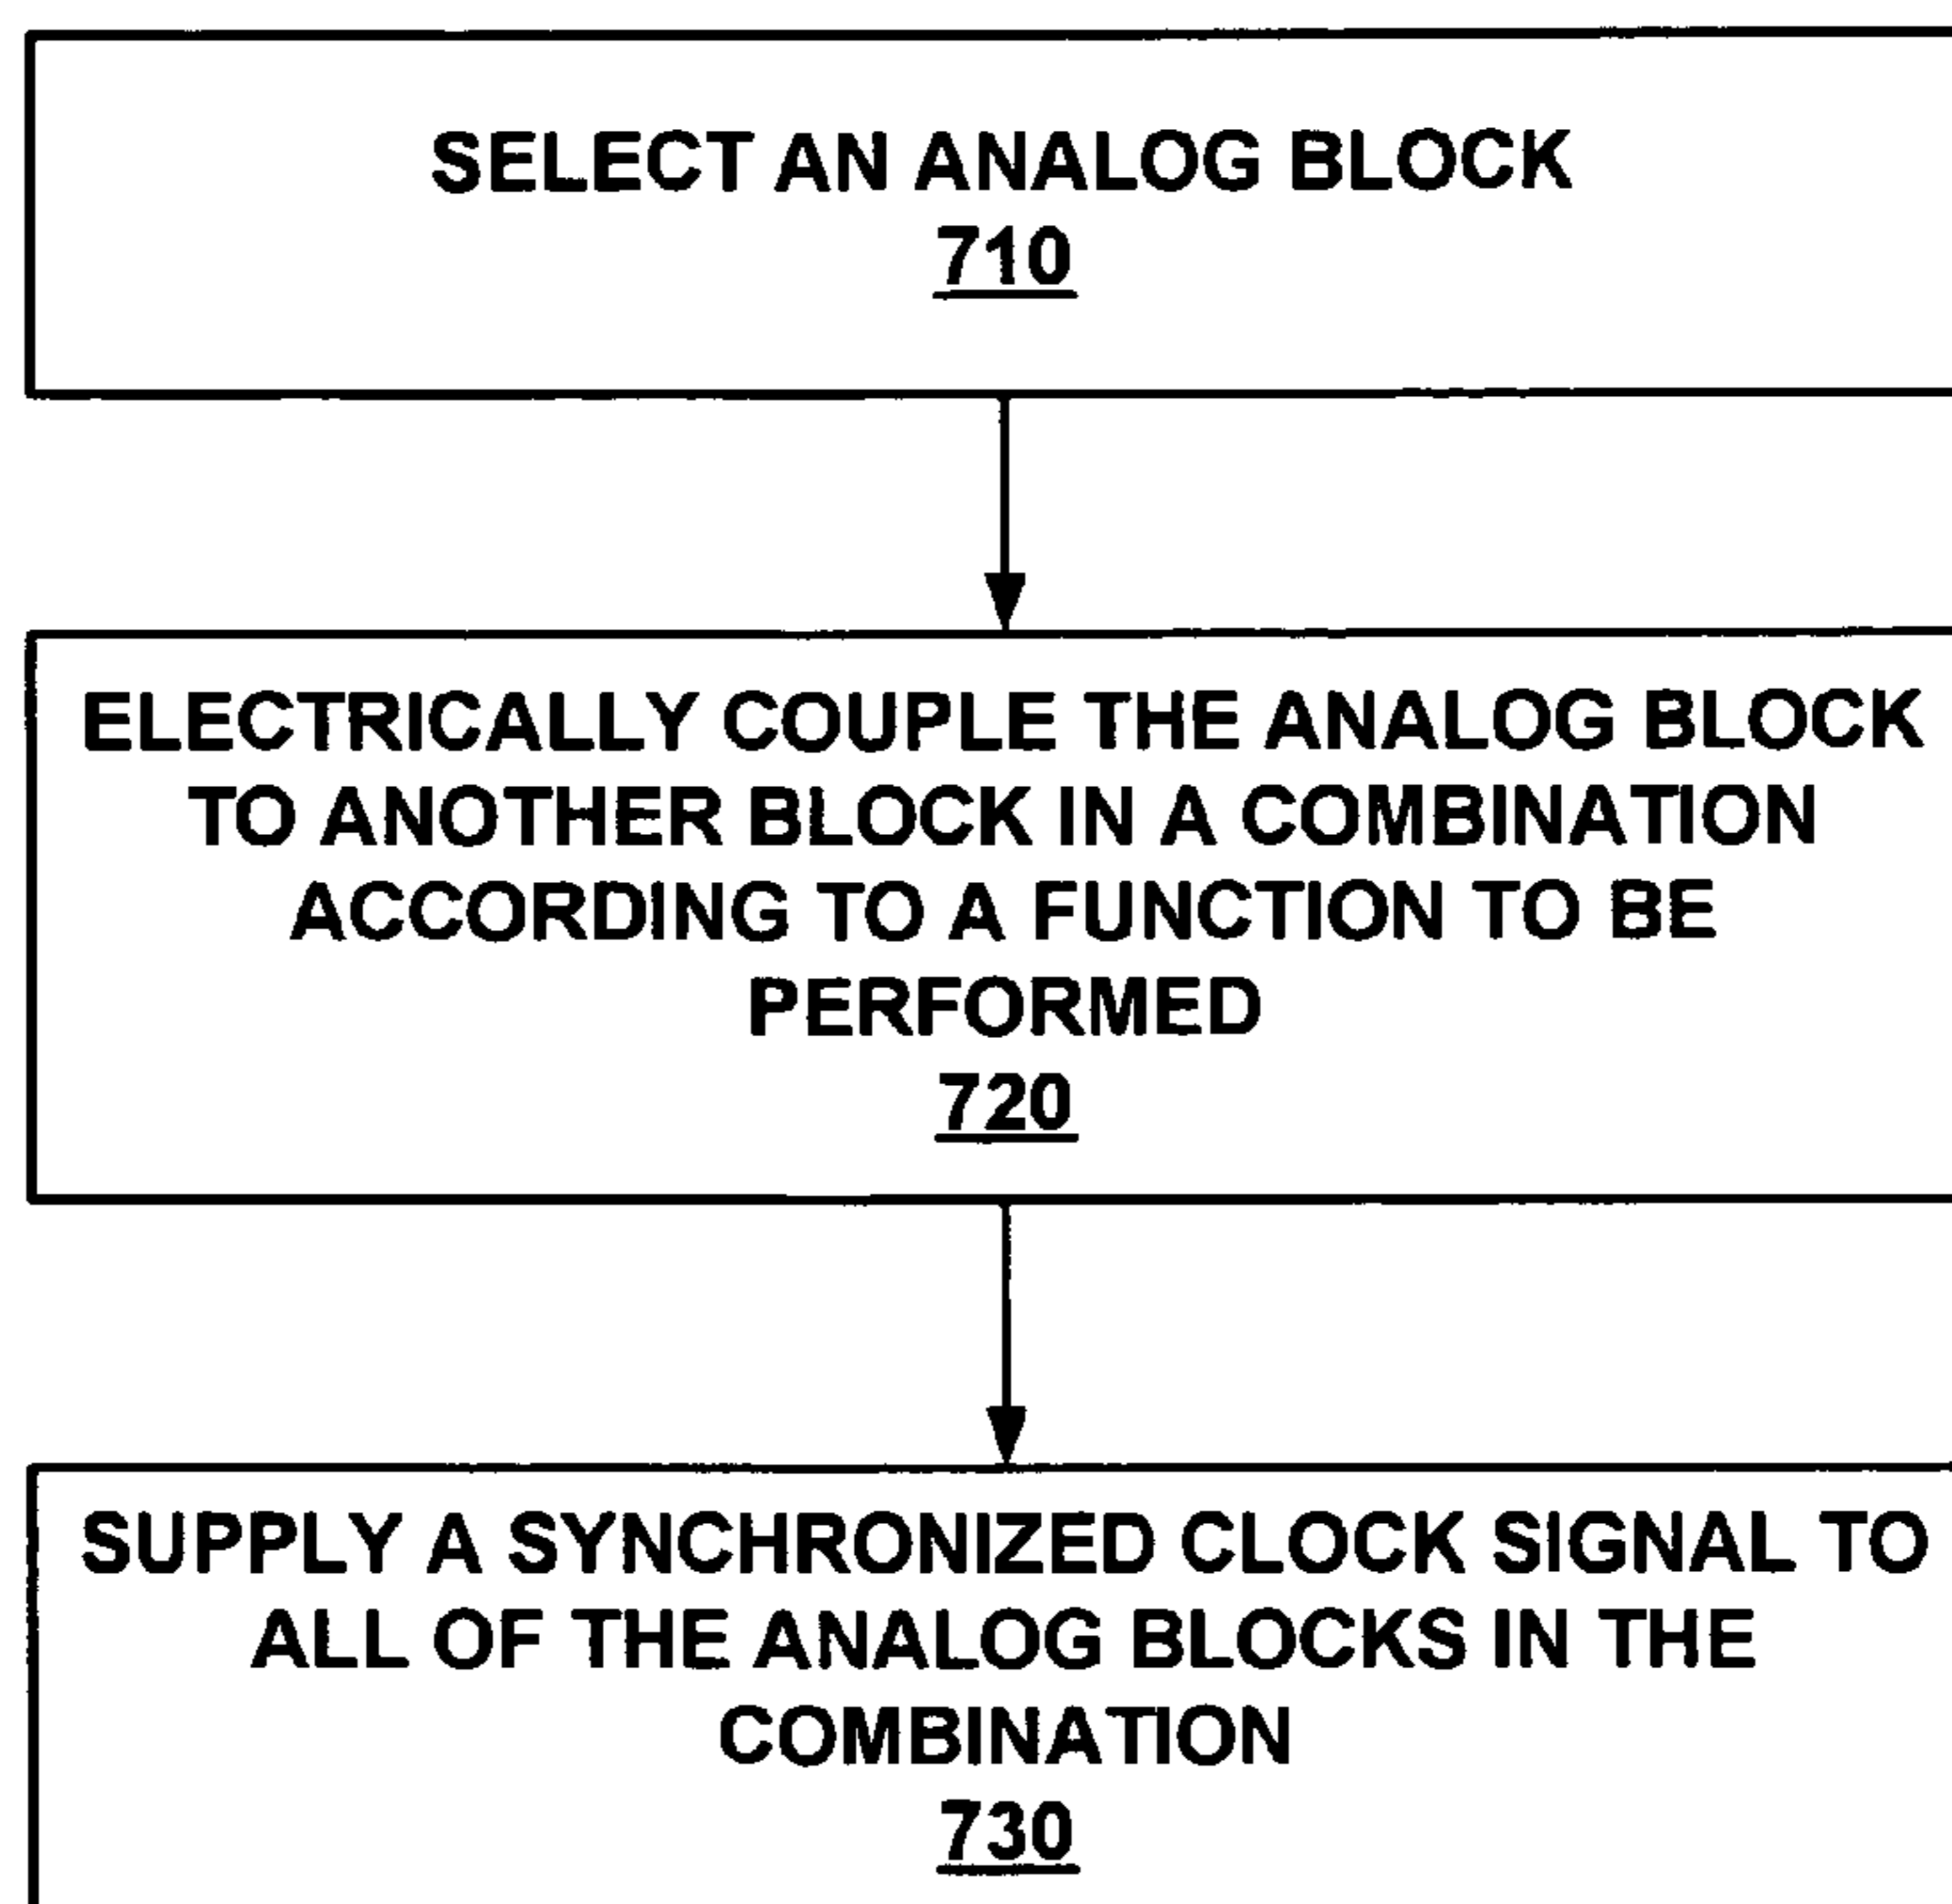 SELECT AN ANALOG BLOCK
710
ELECTRICALLY COUPLE THE ANALOG BLOCK
TO ANOTHER BLOCK IN A COMBINATION
ACCORDING TO A FUNCTION TO BE
PERFORMED
720
SUPPLY A SYNCHRONIZED CLOCK SIGNAL TO
ALL OF THE ANALOG BLOCKS IN THE
COMBINATION
730